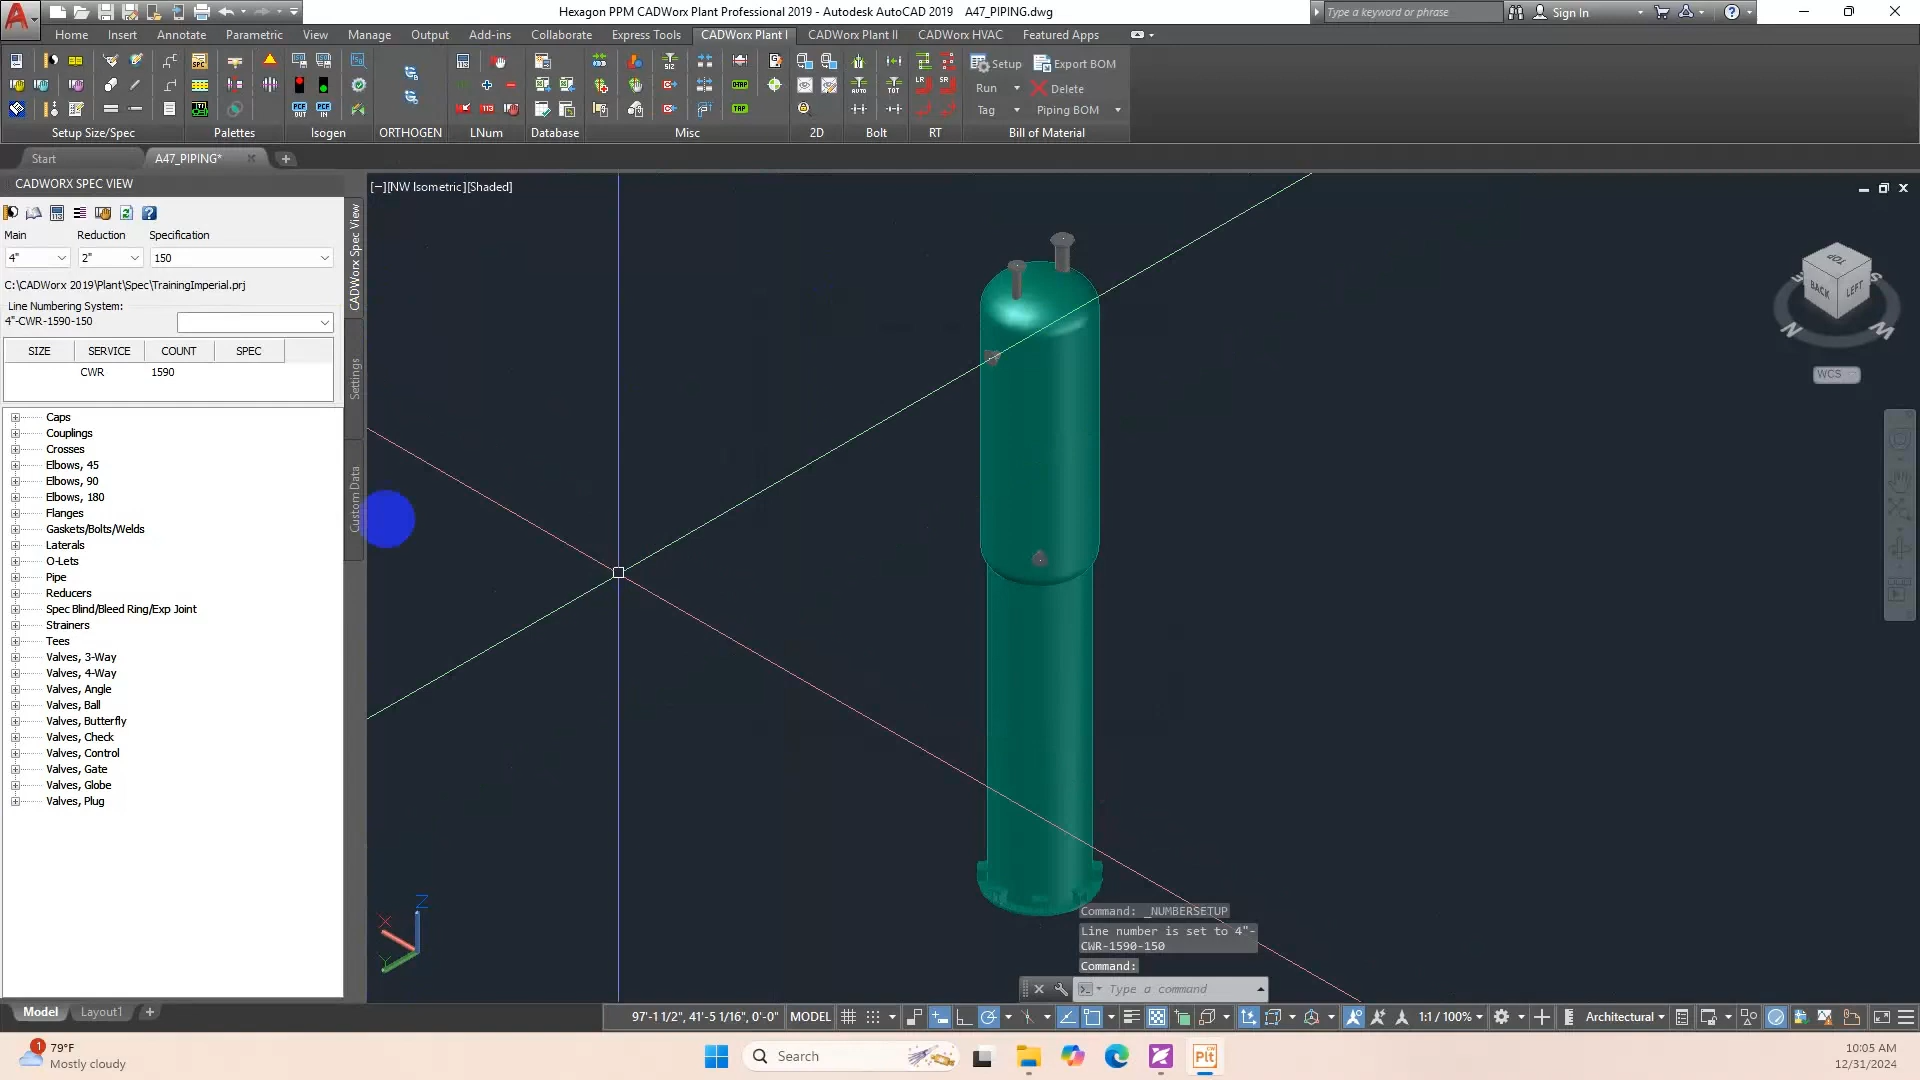 Hexagon PPM CADWorx Plant Professional 2019 - Autodesk AutoCAD 2019 A47_PIPING.dwg
Type a keyword or phrase
Sign In
Home Insert Annotate Parametric View Manage Output Add-ins Collaborate Express Tools CADWorx Plant I CADWorx Plant II CADWorx HVAC Featured Apps
Setup Export BOM
Run Delete
Tag Piping BOM
Setup Size/Spec Palettes Isogen ORTHOGEN LNum Database Misc 2D Bolt RT Bill of Material
Start A47_PIPING*
CADWORX SPEC VIEW
[−][NW Isometric][Shaded]
Main Reduction Specification
4" 2" 150
C:\CADWorx 2019\Plant\Spec\TrainingImperial.prj
Line Numbering System:
4"-CWR-1590-150
SIZE SERVICE COUNT SPEC
CWR 1590
Caps
Couplings
Crosses
Elbows, 45
Elbows, 90
Elbows, 180
Flanges
Gaskets/Bolts/Welds
Laterals
O-Lets
Pipe
Reducers
Spec Blind/Bleed Ring/Exp Joint
Strainers
Tees
Valves, 3-Way
Valves, 4-Way
Valves, Angle
Valves, Ball
Valves, Butterfly
Valves, Check
Valves, Control
Valves, Gate
Valves, Globe
Valves, Plug
CADWorx Spec View
Settings
Custom Data
TOP
BACK
LEFT
N
S
WCS
X
Y
Z
Command: _NUMBERSETUP
Line number is set to 4"-
CWR-1590-150
Command:
Type a command
Model Layout1
97'-1 1/2", 41'-5 1/16", 0'-0" MODEL 1:1 / 100% Architectural
1
79°F
Mostly cloudy
Search
Plt
10:05 AM
12/31/2024